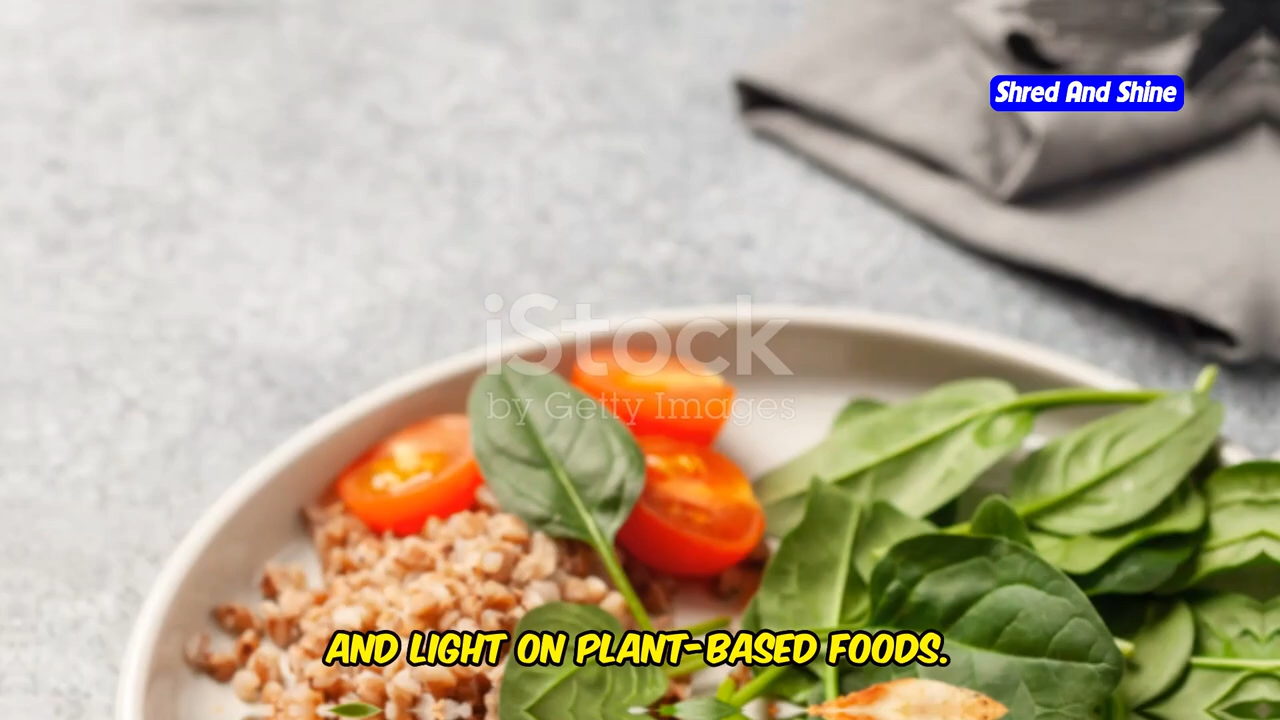 Shred And Shine
iStock
by Getty Images
AND LIGHT ON PLANT-BASED FOODS.